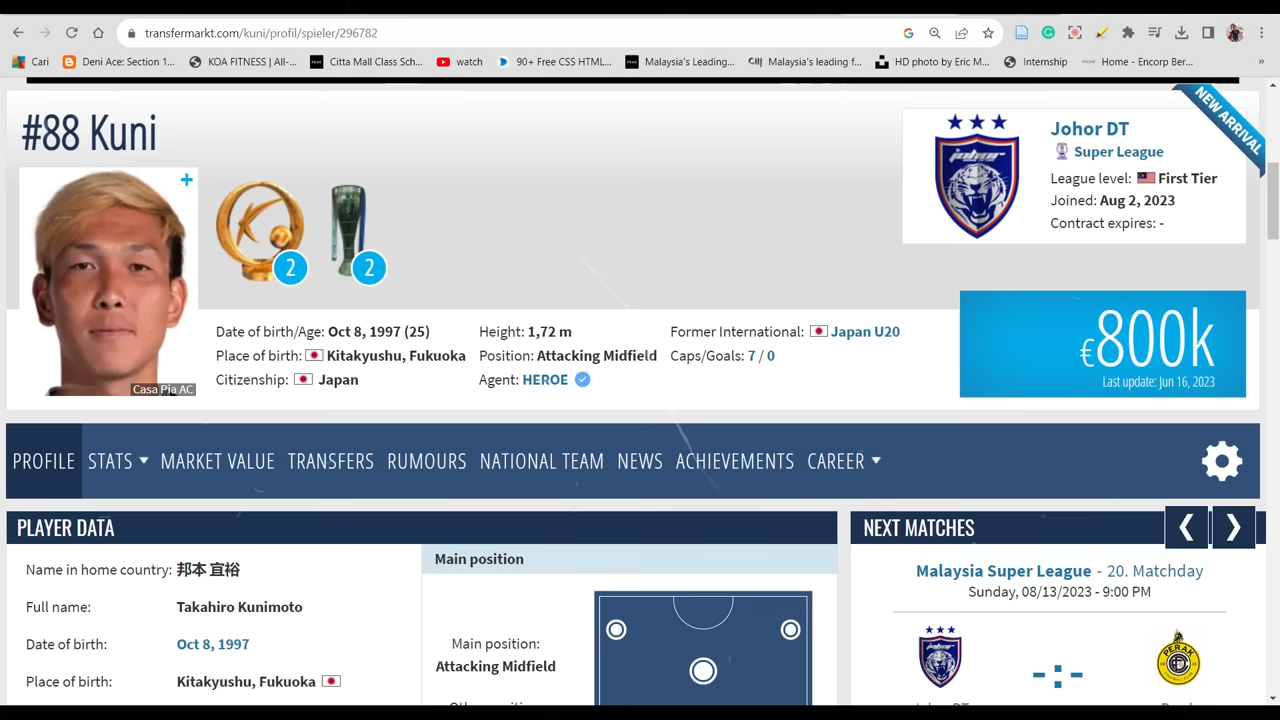 transfermarkt.com/kuni/profil/spieler/296782
Cari
Deni Ace: Section 1...
KOA FITNESS | All-...
Citta Mall Class Sch...
watch
90+ Free CSS HTML...
Malaysia's Leading...
Malaysia's leading f...
HD photo by Eric M...
Internship
Home - Encorp Ber...
»
#88 Kuni
NEW ARRIVAL
Johor DT
Super League
League level: First Tier
Joined: Aug 2, 2023
Contract expires: -
johor
+
2
2
Casa Pia AC
Date of birth/Age: Oct 8, 1997 (25)
Place of birth: Kitakyushu, Fukuoka
Citizenship: Japan
Height: 1,72 m
Position: Attacking Midfield
Agent: HEROE
Former International: Japan U20
Caps/Goals: 7 / 0
€800k
Last update: Jun 16, 2023
PROFILE STATS MARKET VALUE TRANSFERS RUMOURS NATIONAL TEAM NEWS ACHIEVEMENTS CAREER
PLAYER DATA
Name in home country: 邦本 宜裕
Full name: Takahiro Kunimoto
Date of birth: Oct 8, 1997
Place of birth: Kitakyushu, Fukuoka
Main position
Main position:
Attacking Midfield
NEXT MATCHES
Malaysia Super League - 20. Matchday
Sunday, 08/13/2023 - 9:00 PM
PERAK
-:-